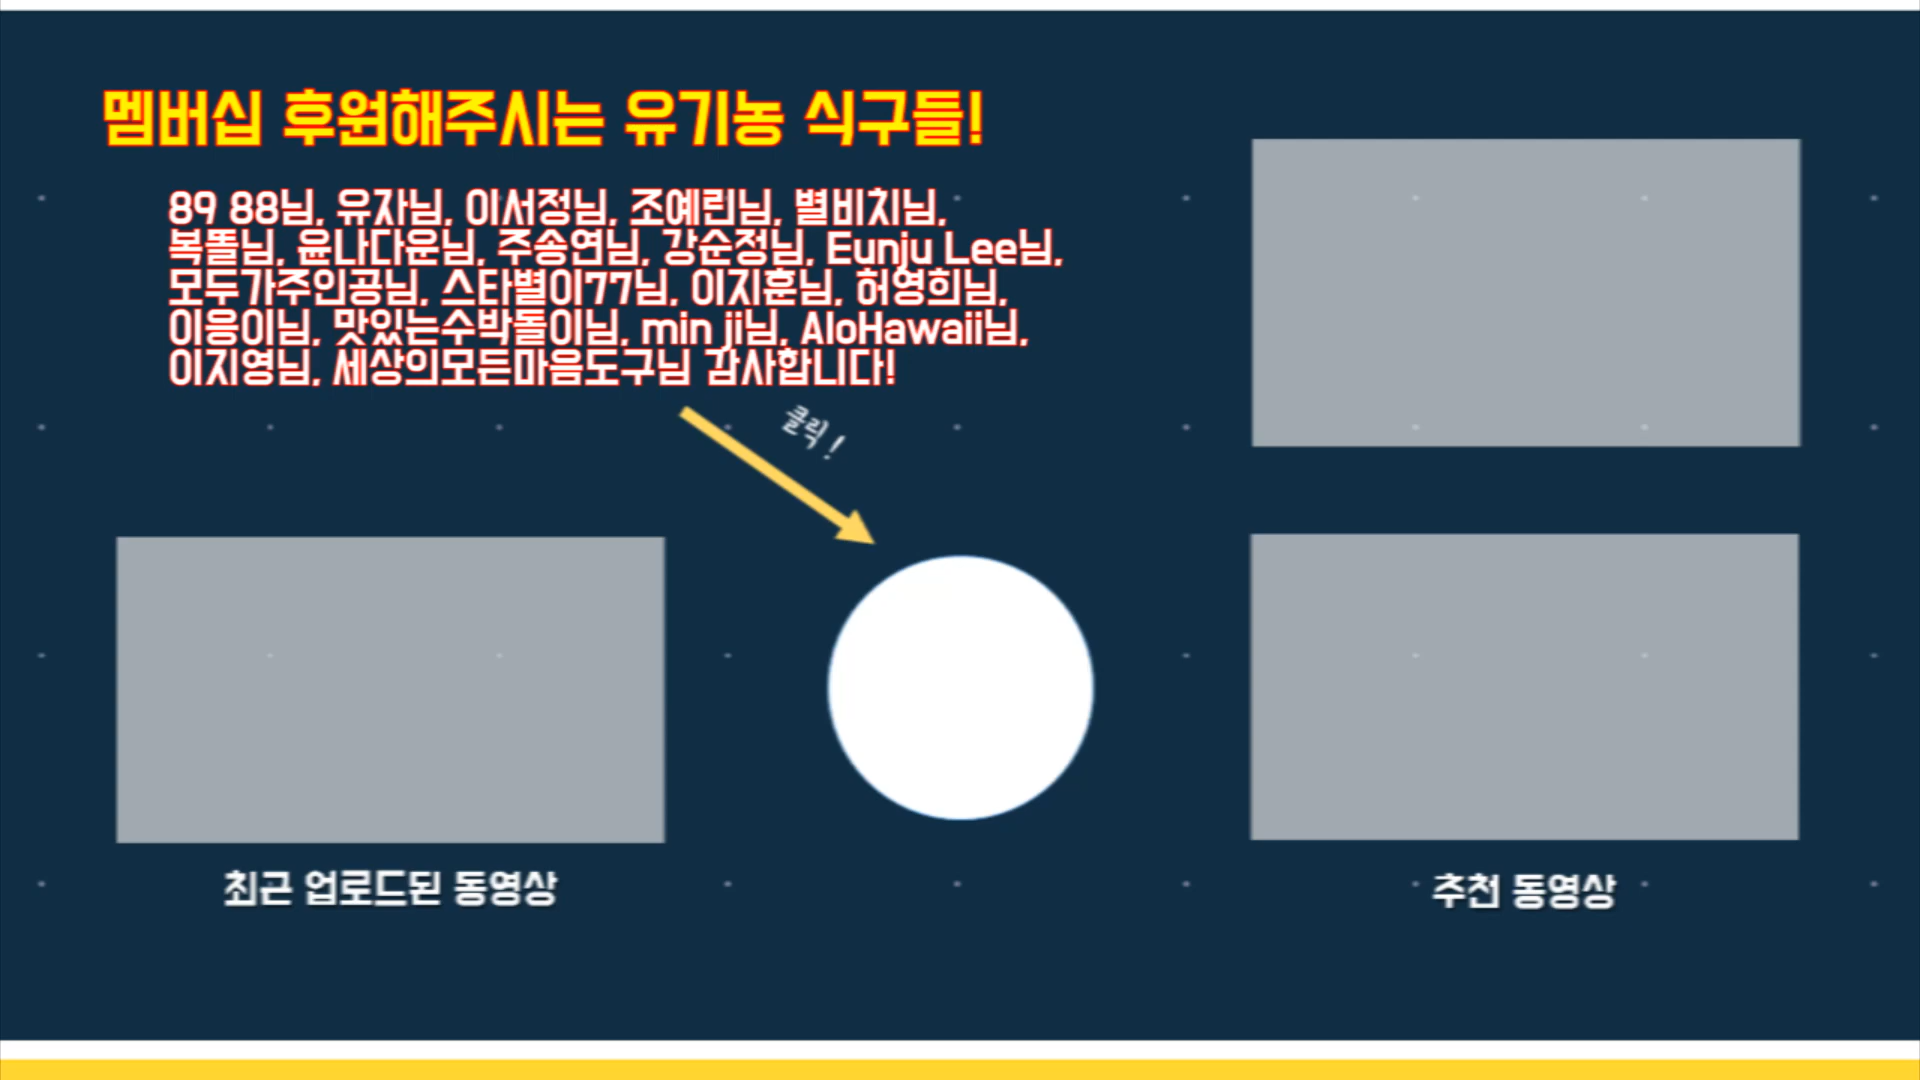 멤버십 후원해주시는 유기농 식구들!
89 88님, 유자님, 이서정님, 조예린님, 별비치님,
복똘님, 윤나다운님, 주송연님, 강순정님, Eunju Lee님,
모두가주인공님, 스타별이77님, 이지훈님, 허영희님,
이응이님, 맛있는수박돌이님, min ji님, AloHawaii님,
이지영님, 세상의모든마음도구님 감사합니다!
클릭!
최근 업로드된 동영상
추천 동영상